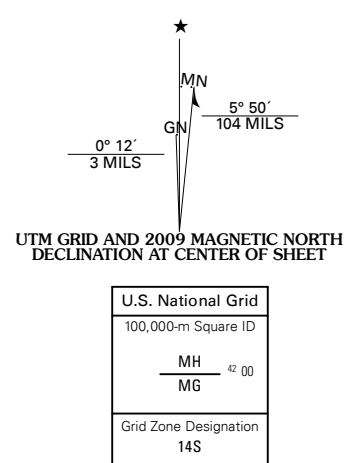 ★
MN
GN
5° 50´
104 MILS
0° 12´
3 MILS
UTM GRID AND 2009 MAGNETIC NORTH
DECLINATION AT CENTER OF SHEET
U.S. National Grid
100,000-m Square ID
MH
42 00
MG
Grid Zone Designation
14S